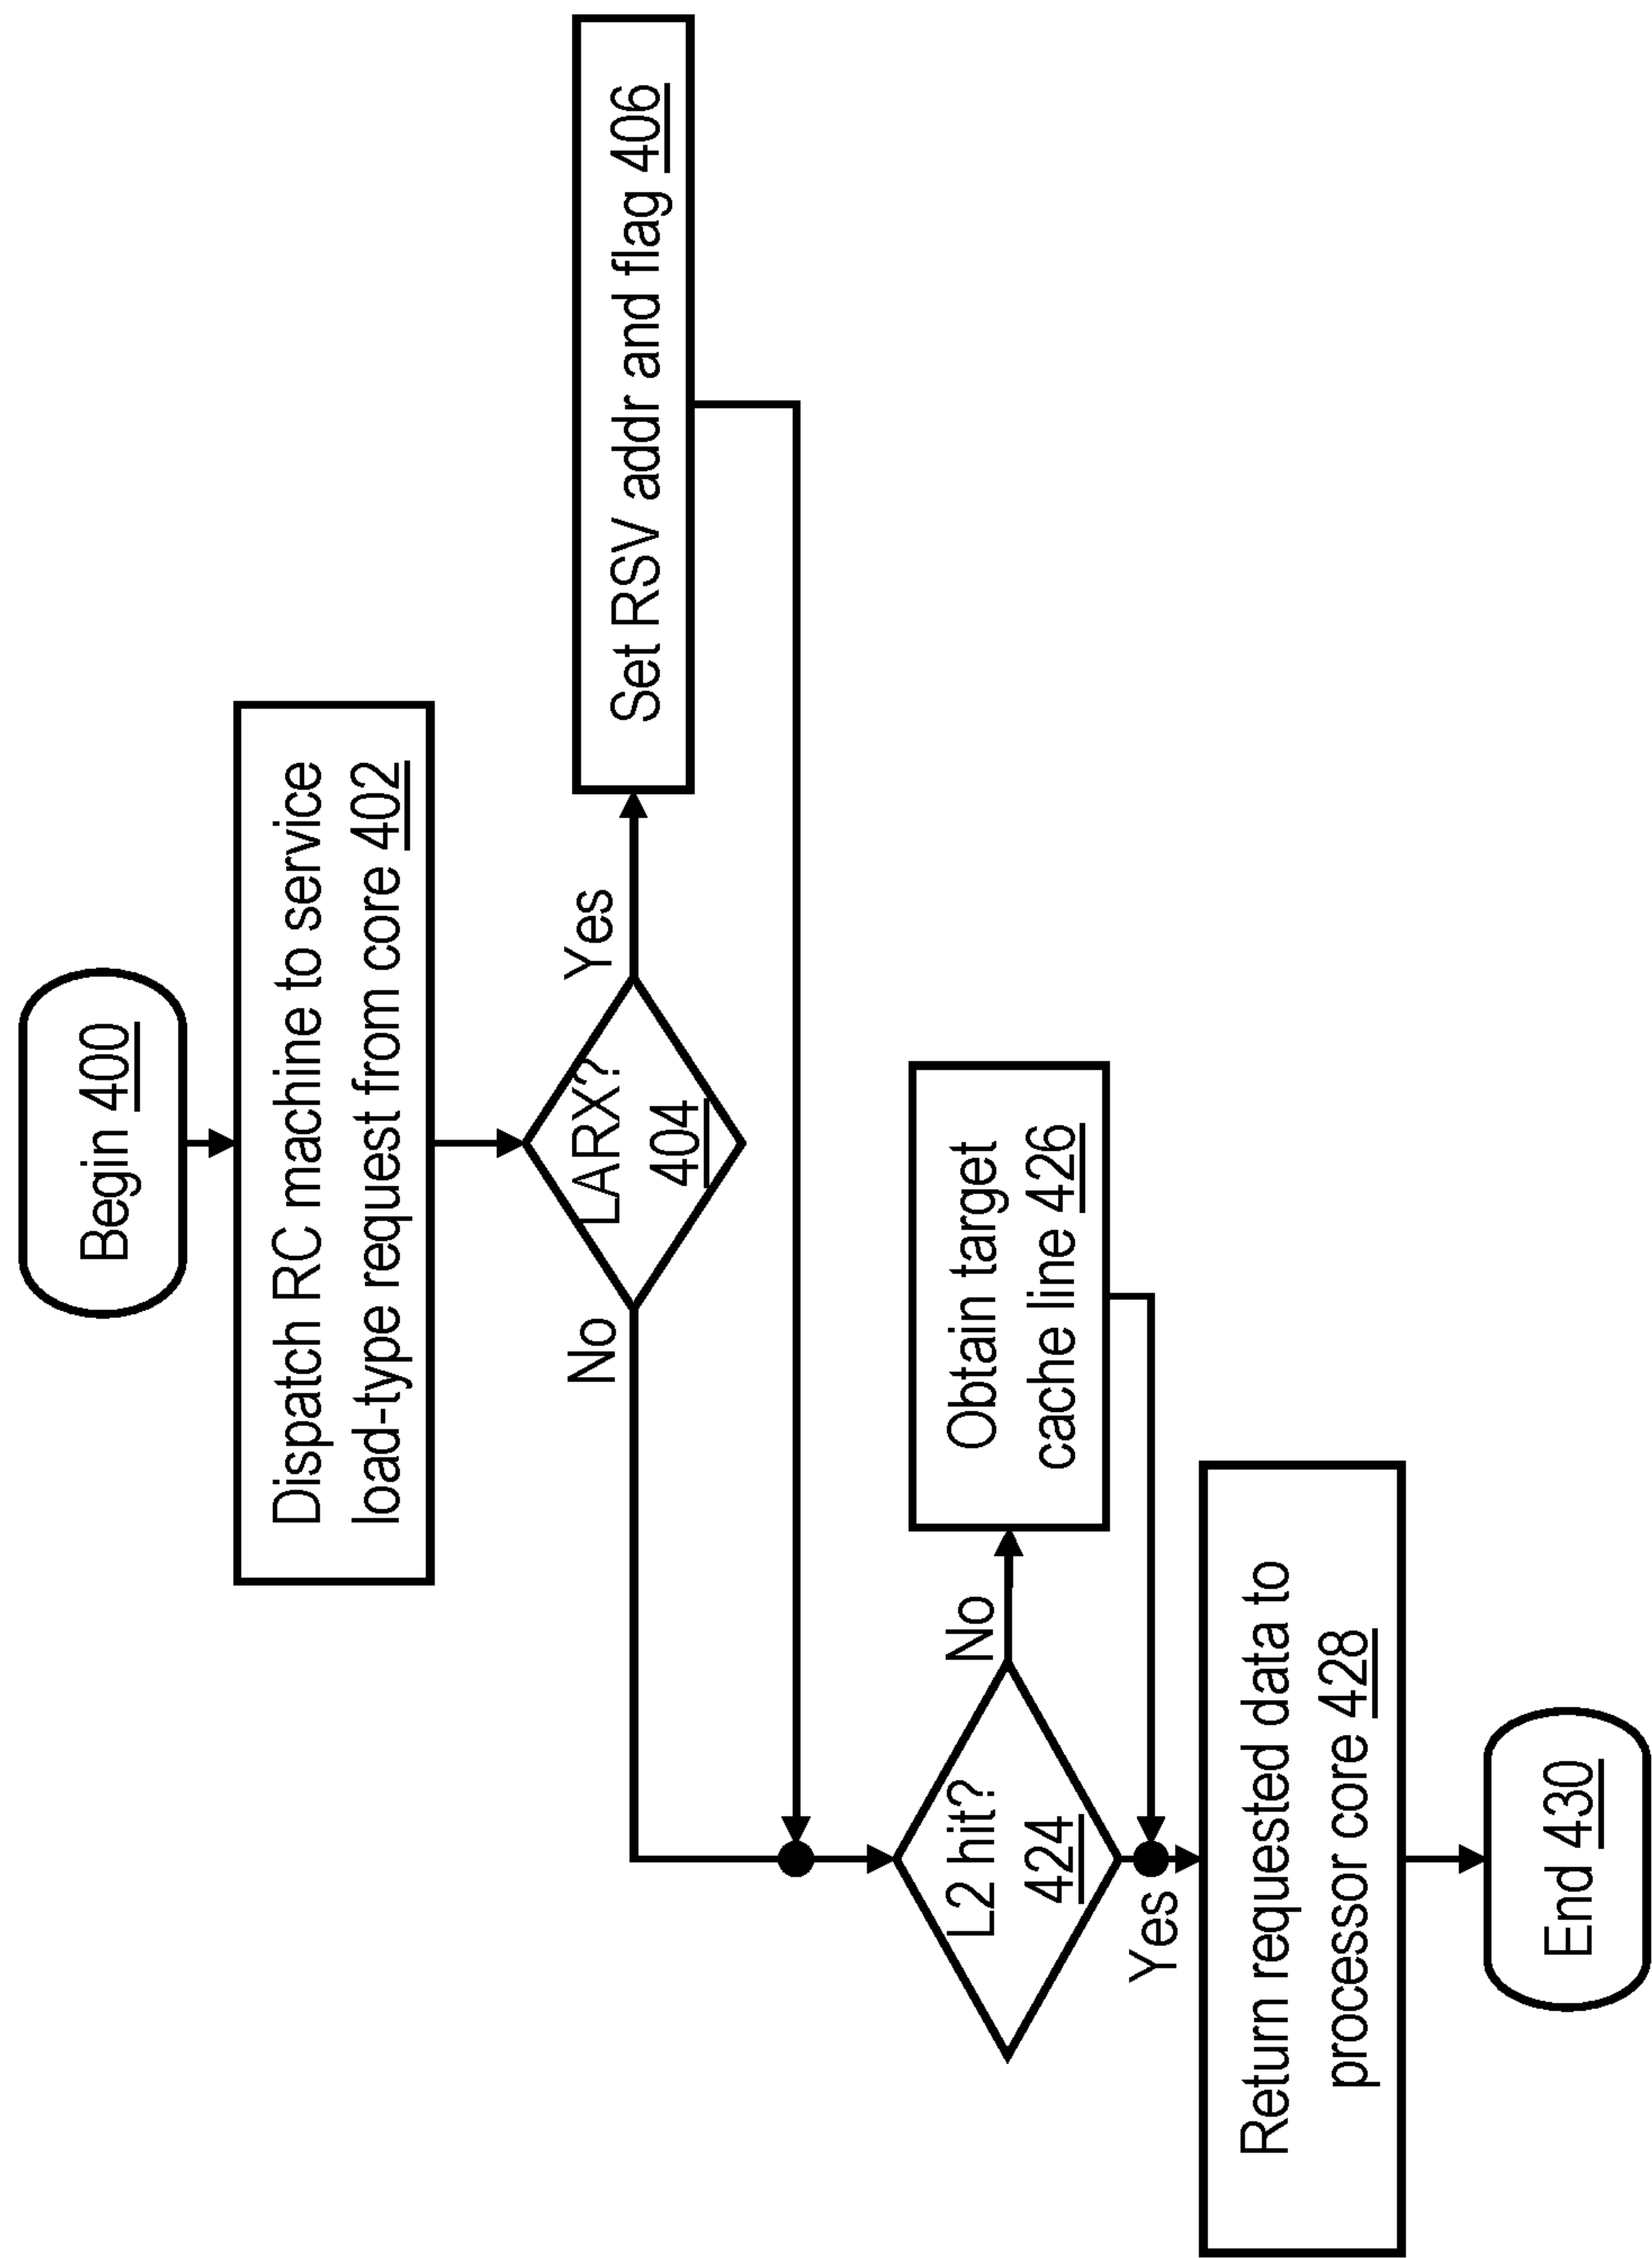 Begin 400
Dispatch RC machine to service
load-type request from core 402
LARX?
404
Yes
No
Set RSV addr and flag 406
L2 hit?
424
No
Yes
Obtain target
cache line 426
Return requested data to
processor core 428
End 430